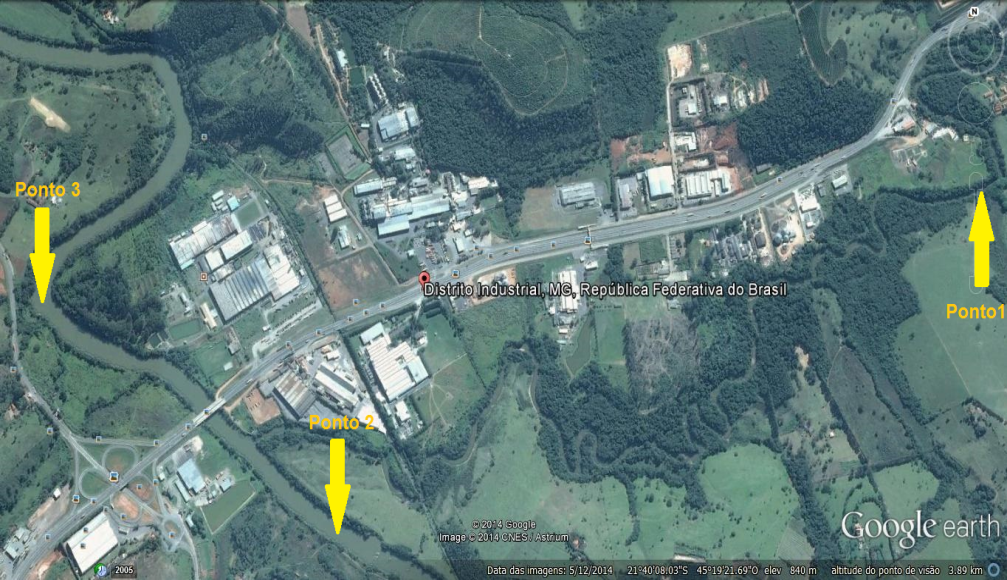 N
Ponto 3
Distrito Industrial, MG, República Federativa do Brasil
Ponto1
Ponto 2
© 2014 Google
Image © 2014 CNES / Astrium
Google earth
2005
Data das imagens: 5/12/2014 21°40'08.03"S 45°19'21.69"O elev 840 m altitude do ponto de visão 3.89 km